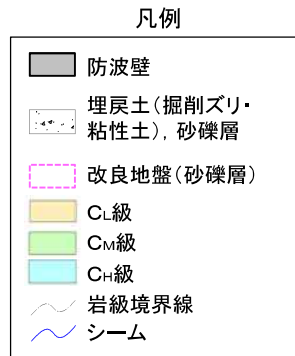 凡例
防波壁
埋戻土(掘削ズリ・
粘性土),砂礫層
改良地盤(砂礫層)
CL級
CM級
CH級
岩級境界線
シーム